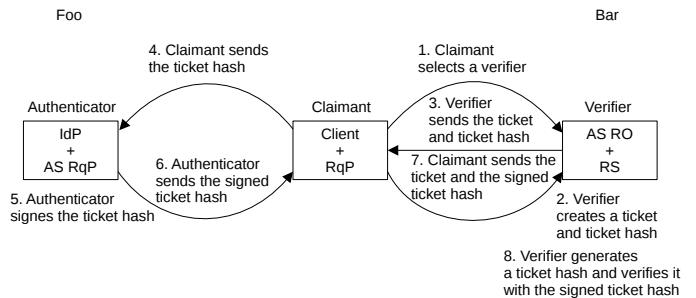 Foo
Bar
4. Claimant sends
the ticket hash
1. Claimant
selects a verifier
Authenticator
Claimant
Verifier
3. Verifier
sends the ticket
and ticket hash
IdP
+
AS RqP
Client
+
RqP
AS RO
+
RS
6. Authenticator
sends the signed
ticket hash
7. Claimant sends the
ticket and the signed
ticket hash
5. Authenticator
signes the ticket hash
2. Verifier
creates a ticket
and ticket hash
8. Verifier generates
a ticket hash and verifies it
with the signed ticket hash